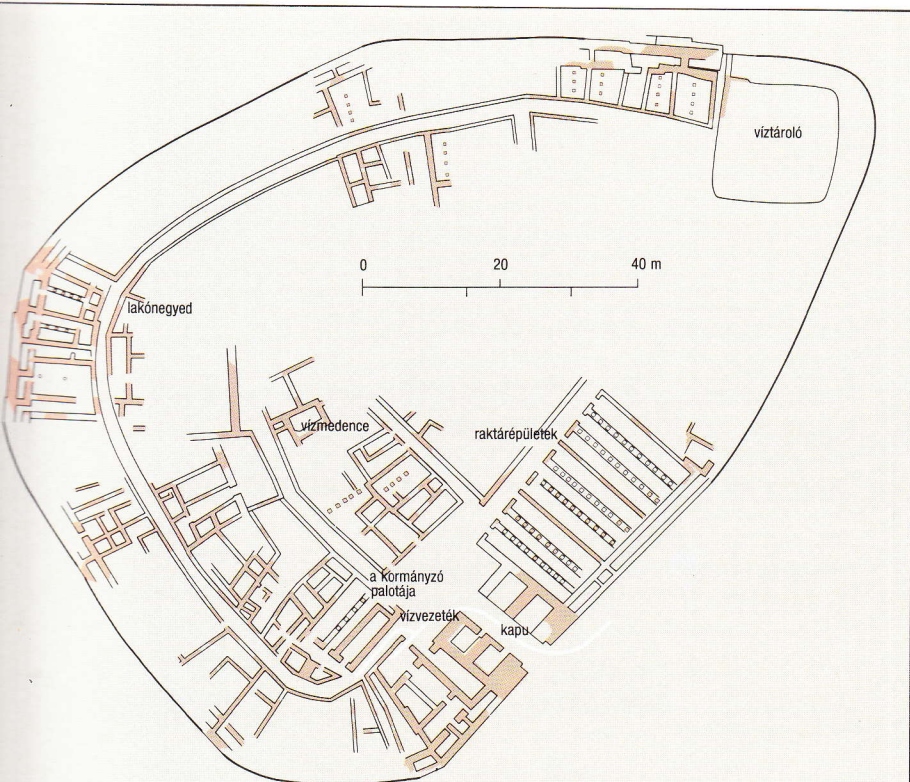 víztároló
0 20 40 m
lakónegyed
vízmedence
raktárépületek
a kormányzó
palotája
vízvezeték
kapu